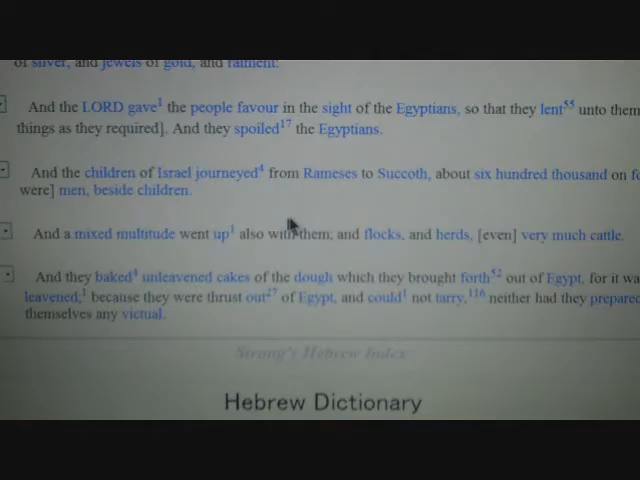 of silver, and jewels of gold, and raiment:
And the LORD gave1 the people favour in the sight of the Egyptians, so that they lent55 unto them
things as they required]. And they spoiled17 the Egyptians.
And the children of Israel journeyed4 from Rameses to Succoth, about six hundred thousand on
were] men, beside children.
And a mixed multitude went up1 also with them; and flocks, and herds, [even] very much cattle.
And they baked4 unleavened cakes of the dough which they brought forth52 out of Egypt, for it wa
leavened;1 because they were thrust out27 of Egypt, and could1 not tarry,116 neither had they prepared
themselves any victual.
Strong's Hebrew Index
Hebrew Dictionary